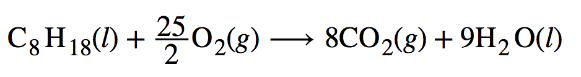 C₈H₁₈(l) + 25/2 O₂(g) ⟶ 8CO₂(g) + 9H₂O(l)